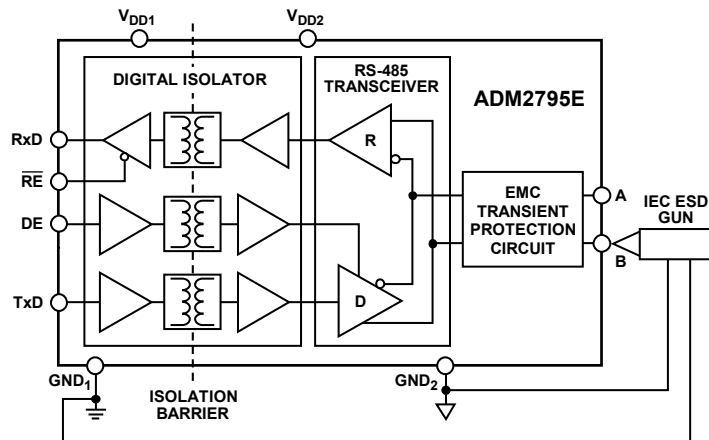 VDD1
VDD2
DIGITAL ISOLATOR
RS-485
TRANSCEIVER
ADM2795E
RxD
R
RE
DE
EMC
TRANSIENT
PROTECTION
CIRCUIT
A
IEC ESD
GUN
B
TxD
D
GND1
ISOLATION
BARRIER
GND2